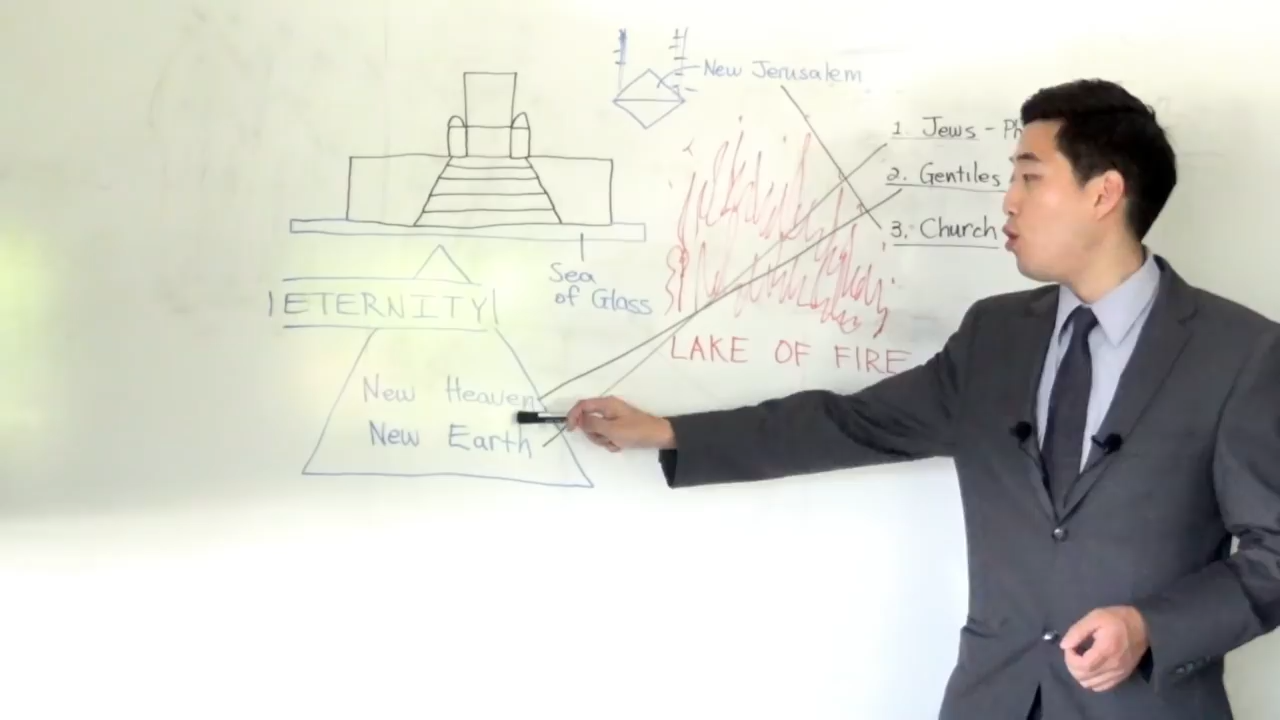 New Jerusalem
1. Jews -
2. Gentiles
3. Church
Sea
of Glass
ETERNITY
LAKE OF FIRE
New Heaven
New Earth